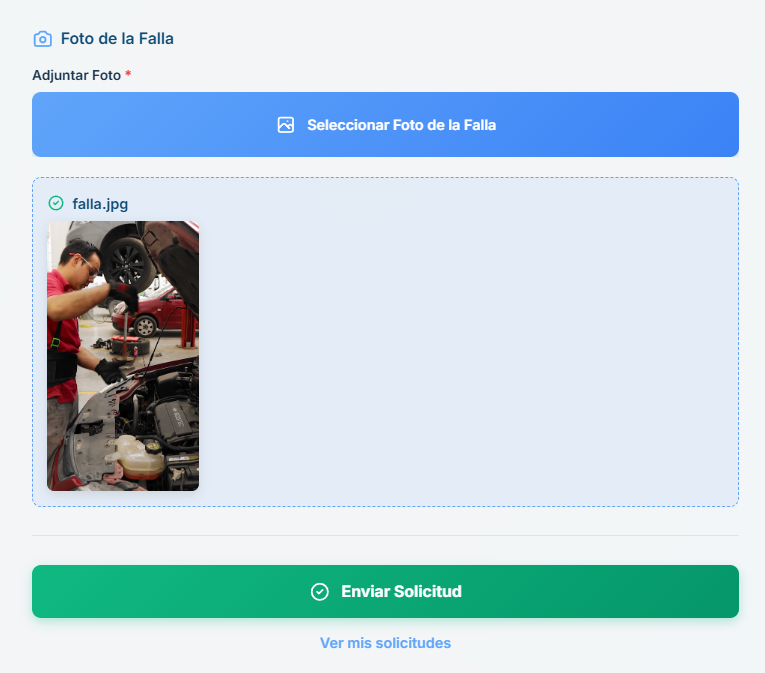 Foto de la Falla
Adjuntar Foto *
Seleccionar Foto de la Falla
falla.jpg
Enviar Solicitud
Ver mis solicitudes